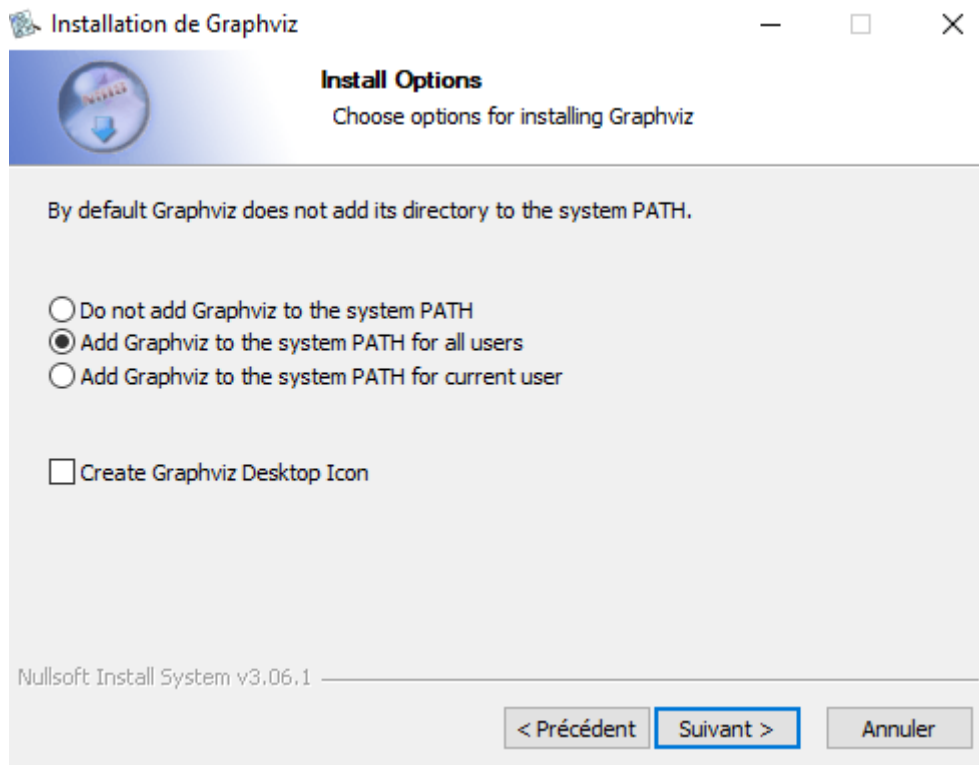 Installation de Graphviz
Install Options
Choose options for installing Graphviz
By default Graphviz does not add its directory to the system PATH.
Do not add Graphviz to the system PATH
Add Graphviz to the system PATH for all users
Add Graphviz to the system PATH for current user
Create Graphviz Desktop Icon
Nullsoft Install System v3.06.1
< Précédent Suivant > Annuler